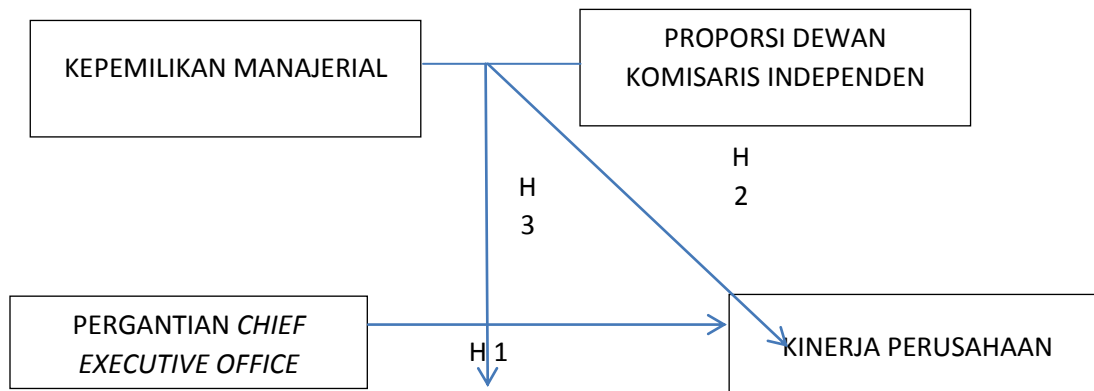 KEPEMILIKAN MANAJERIAL
PROPORSI DEWAN
KOMISARIS INDEPENDEN
H
2
H
3
PERGANTIAN CHIEF
EXECUTIVE OFFICE
H 1
KINERJA PERUSAHAAN